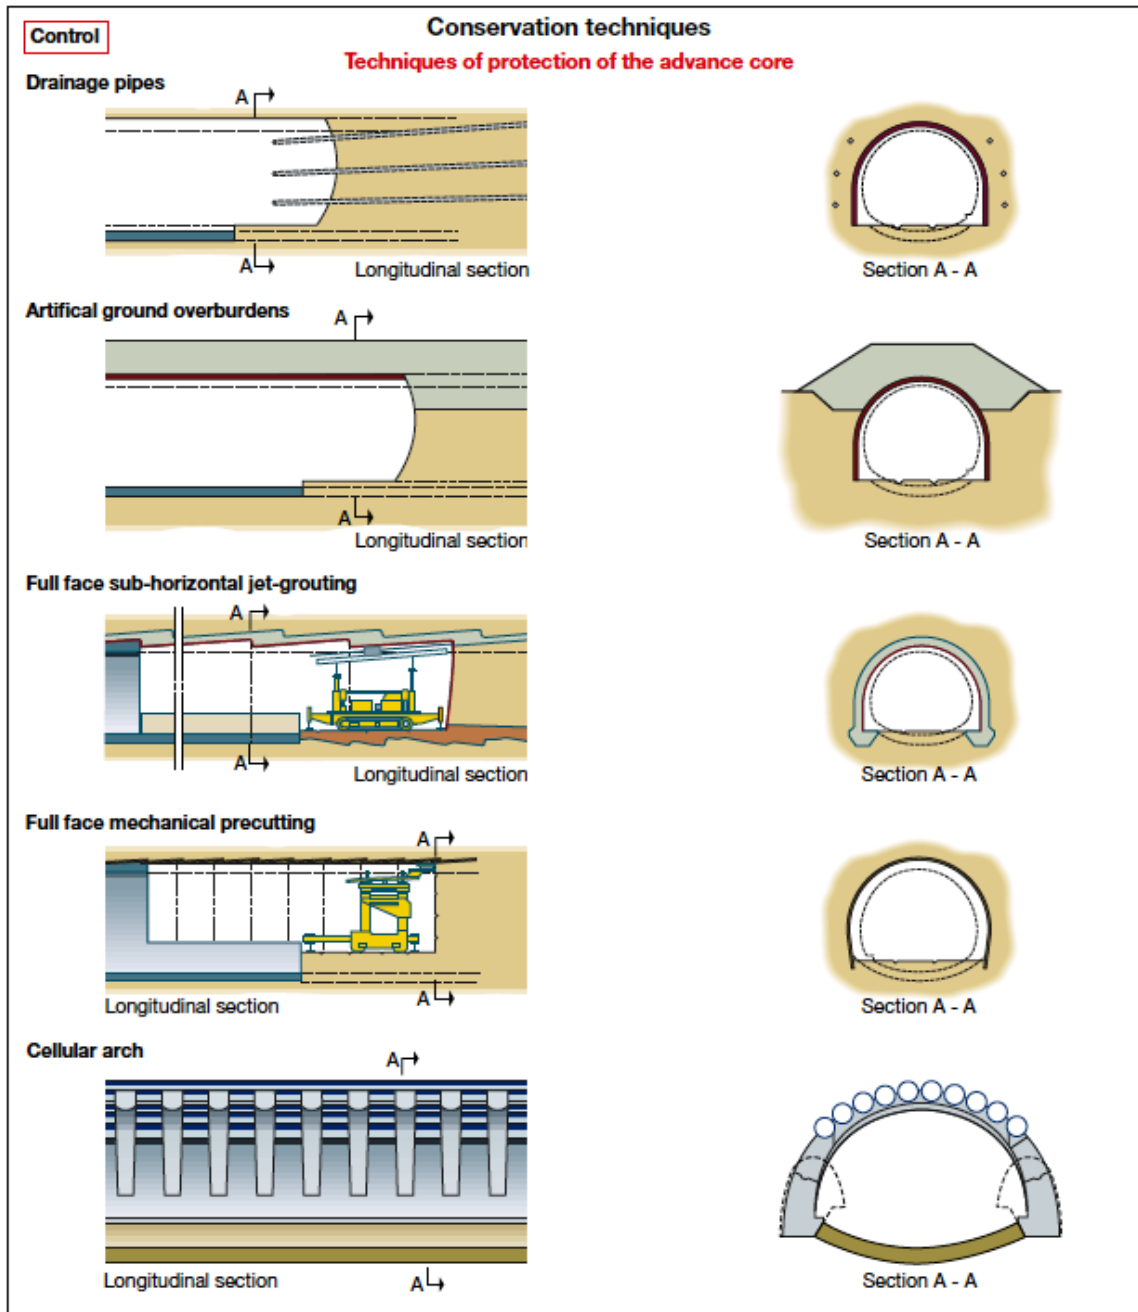 Control
Conservation techniques
Techniques of protection of the advance core
Drainage pipes
A
A
Longitudinal section
Section A - A
Artifical ground overburdens
A
A
Longitudinal section
Section A - A
Full face sub-horizontal jet-grouting
A
A
Longitudinal section
Section A - A
Full face mechanical precutting
A
A
Longitudinal section
Section A - A
Cellular arch
A
A
Longitudinal section
Section A - A